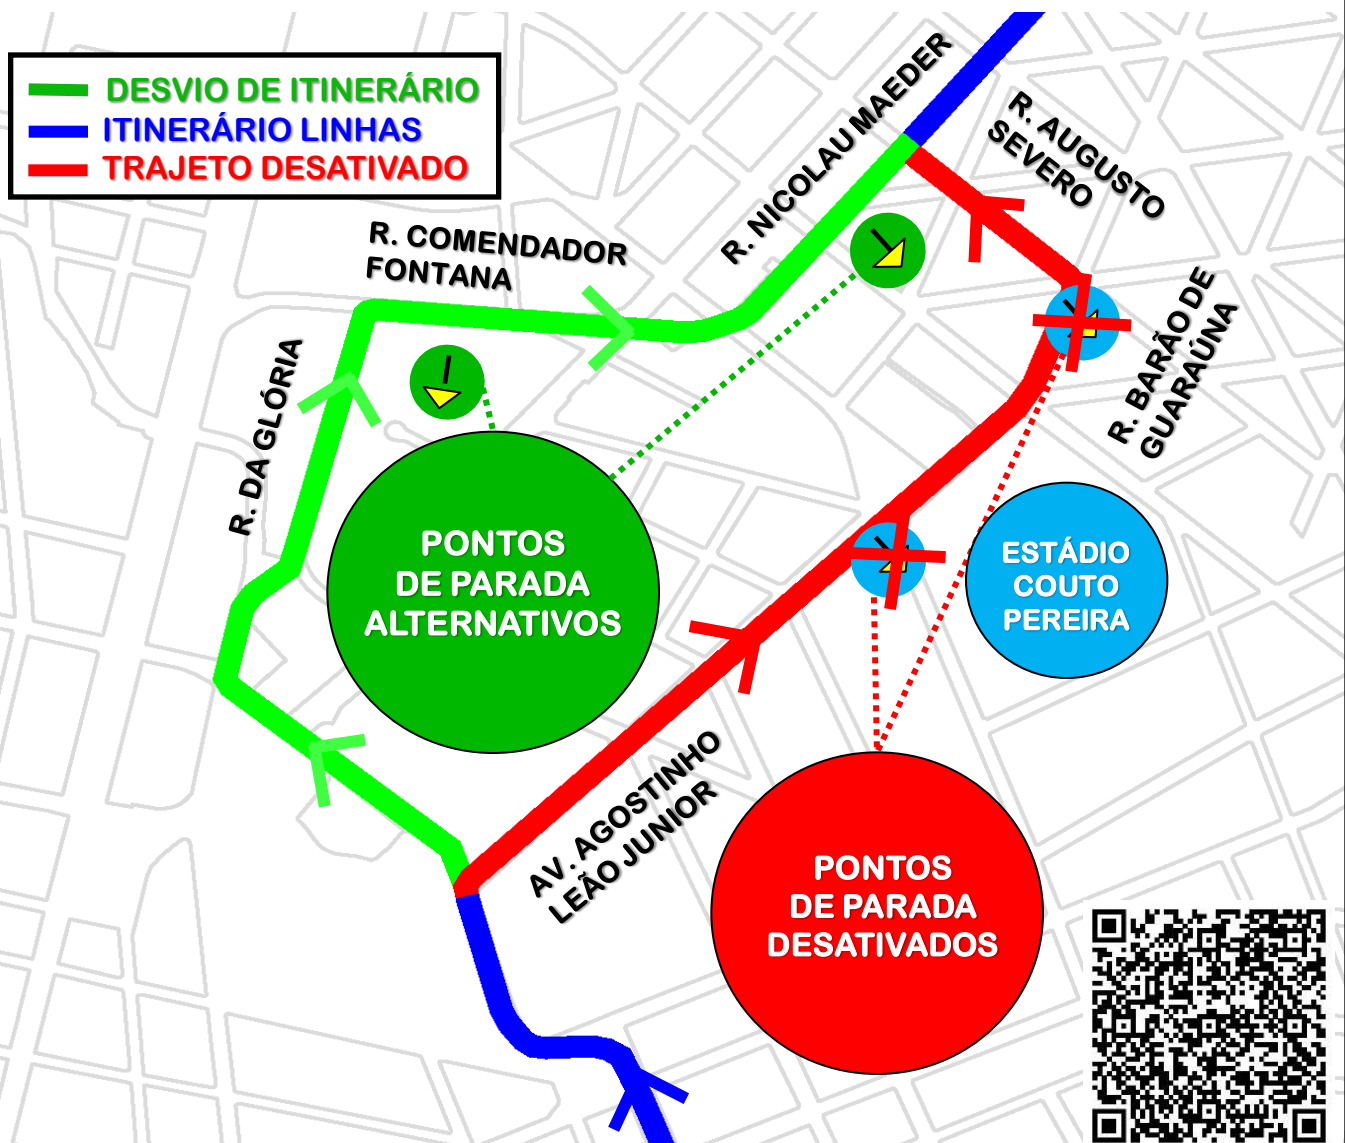 DESVIO DE ITINERÁRIO
ITINERÁRIO LINHAS
TRAJETO DESATIVADO
R. NICOLAU MAEDER
R. AUGUSTO
SEVERO
R. COMENDADOR
FONTANA
R. BARÃO DE
GUARAÚNA
R. DA GLÓRIA
PONTOS
DE PARADA
ALTERNATIVOS
ESTÁDIO
COUTO
PEREIRA
AV. AGOSTINHO
LEÃO JUNIOR
PONTOS
DE PARADA
DESATIVADOS